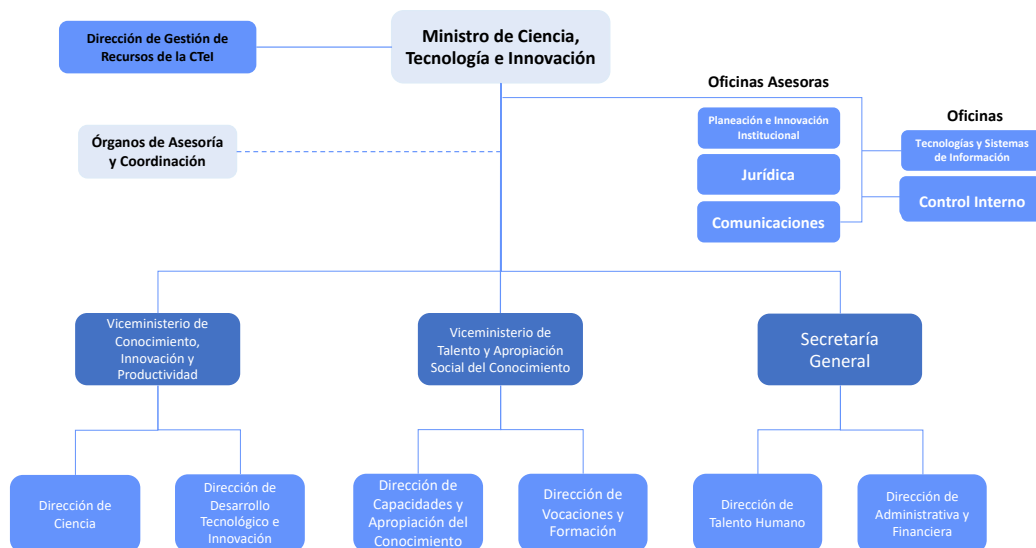 Dirección de Gestión de
Recursos de la CTeI
Ministro de Ciencia,
Tecnología e Innovación
Oficinas Asesoras
Planeación e Innovación
Institucional
Jurídica
Comunicaciones
Oficinas
Tecnologías y Sistemas
de Información
Control Interno
Órganos de Asesoría
y Coordinación
Viceministerio de
Conocimiento,
Innovación y
Productividad
Viceministerio de
Talento y Apropiación
Social del Conocimiento
Secretaría
General
Dirección de
Ciencia
Dirección de
Desarrollo
Tecnológico e
Innovación
Dirección de
Capacidades y
Apropiación del
Conocimiento
Dirección de
Vocaciones y
Formación
Dirección de
Talento Humano
Dirección de
Administrativa y
Financiera